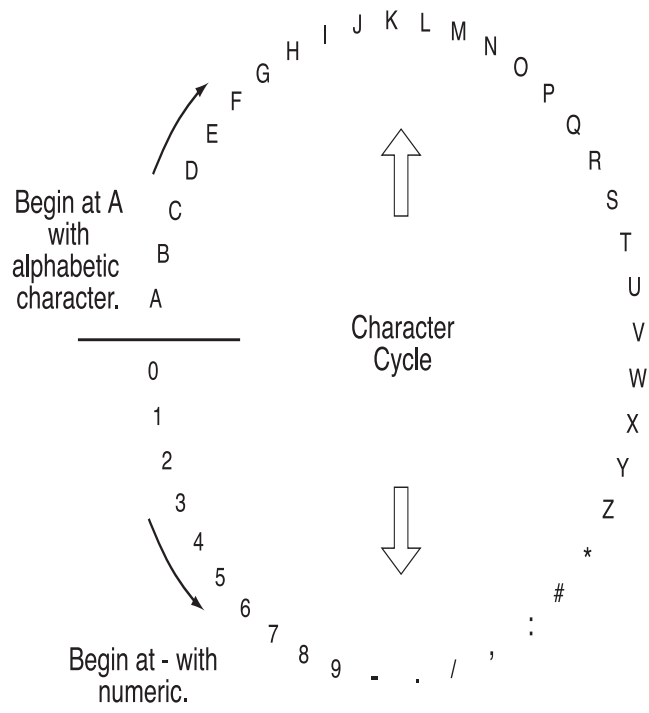 A
B
C
D
E
F
G
H
I
J
K
L
M
N
O
P
Q
R
S
T
U
V
W
X
Y
Z
*
#
:
,
/
.
-
9
8
7
6
5
4
3
2
1
0
Begin at A
with
alphabetic
character.
Character
Cycle
Begin at - with
numeric.